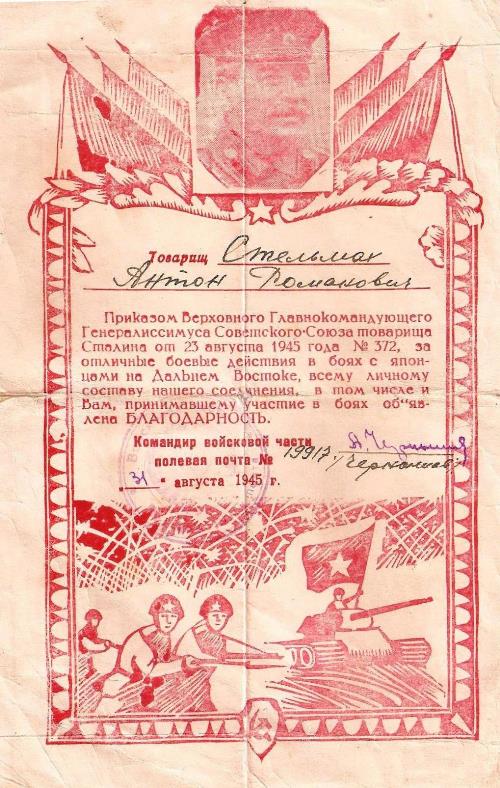 Товарищ Стельмах
Антон Романович
Приказом Верховного Главнокомандующего
Генералиссимуса Советского-Союза товарища
Сталина от 23 августа 1945 года № 372, за
отличные боевые действия в боях с япон-
цами на Дальнем Востоке, всему личному
составу нашего соединения, в том числе и
Вам, принимавшему участие в боях об"яв-
лена БЛАГОДАРНОСТЬ.
Командир войсковой части
полевая почта № 19917
"31" августа 1945 г.